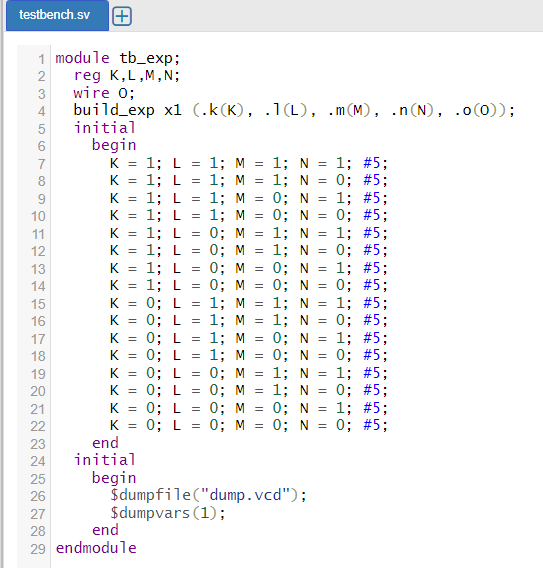 testbench.sv
1 module tb_exp;
2 reg K,L,M,N;
3 wire O;
4 build_exp x1 (.k(K), .l(L), .m(M), .n(N), .o(O));
5 initial
6 begin
7 K = 1; L = 1; M = 1; N = 1; #5;
8 K = 1; L = 1; M = 1; N = 0; #5;
9 K = 1; L = 1; M = 0; N = 1; #5;
10 K = 1; L = 1; M = 0; N = 0; #5;
11 K = 1; L = 0; M = 1; N = 1; #5;
12 K = 1; L = 0; M = 1; N = 0; #5;
13 K = 1; L = 0; M = 0; N = 1; #5;
14 K = 1; L = 0; M = 0; N = 0; #5;
15 K = 0; L = 1; M = 1; N = 1; #5;
16 K = 0; L = 1; M = 1; N = 0; #5;
17 K = 0; L = 1; M = 0; N = 1; #5;
18 K = 0; L = 1; M = 0; N = 0; #5;
19 K = 0; L = 0; M = 1; N = 1; #5;
20 K = 0; L = 0; M = 1; N = 0; #5;
21 K = 0; L = 0; M = 0; N = 1; #5;
22 K = 0; L = 0; M = 0; N = 0; #5;
23 end
24 initial
25 begin
26 $dumpfile("dump.vcd");
27 $dumpvars(1);
28 end
29 endmodule